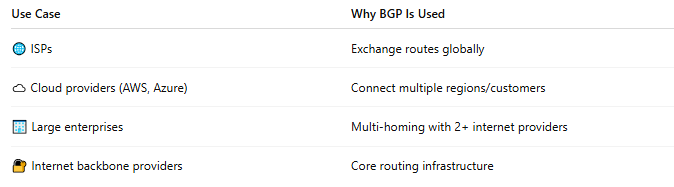 Use Case Why BGP Is Used
🌐 ISPs Exchange routes globally
☁ Cloud providers (AWS, Azure) Connect multiple regions/customers
🏢 Large enterprises Multi-homing with 2+ internet providers
🔐 Internet backbone providers Core routing infrastructure